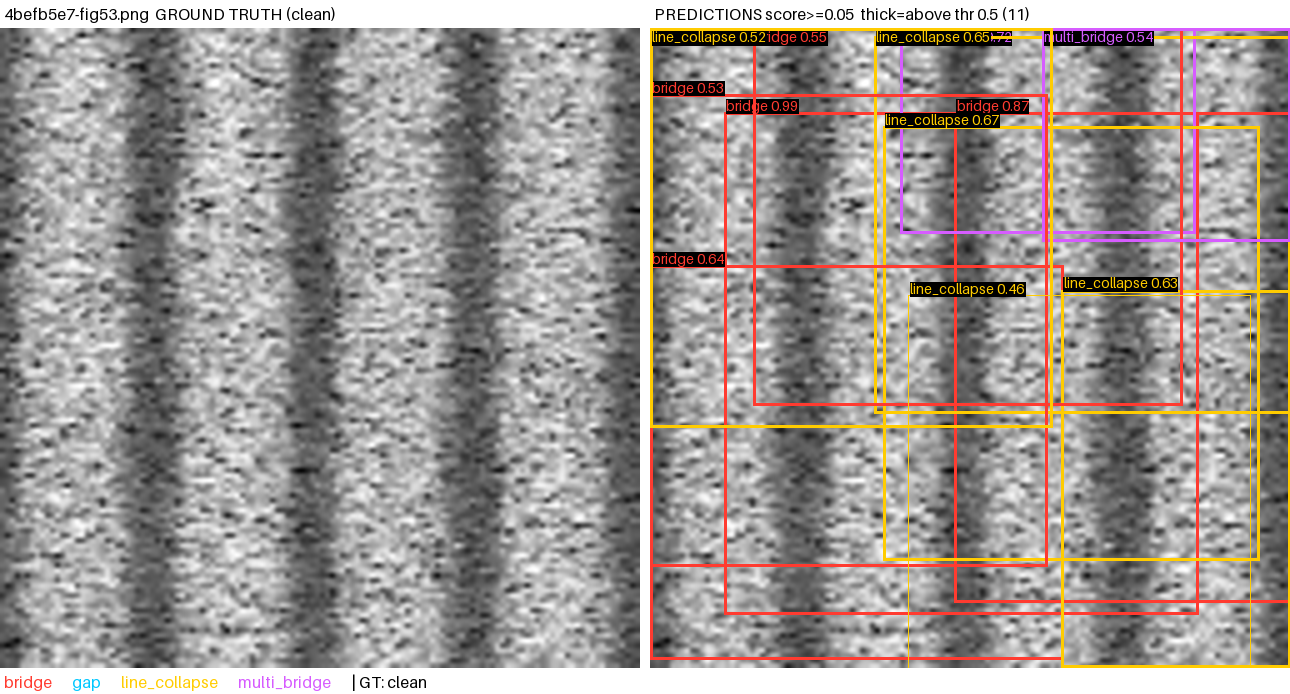 4befb5e7-fig53.png GROUND TRUTH (clean)
PREDICTIONS score>=0.05 thick=above thr 0.5 (11)
line_collapse 0.52
idge 0.55
line_collapse 0.65
.72
multi_bridge 0.54
bridge 0.53
bridge 0.99
bridge 0.87
line_collapse 0.67
bridge 0.64
line_collapse 0.46
line_collapse 0.63
bridge gap line_collapse multi_bridge | GT: clean